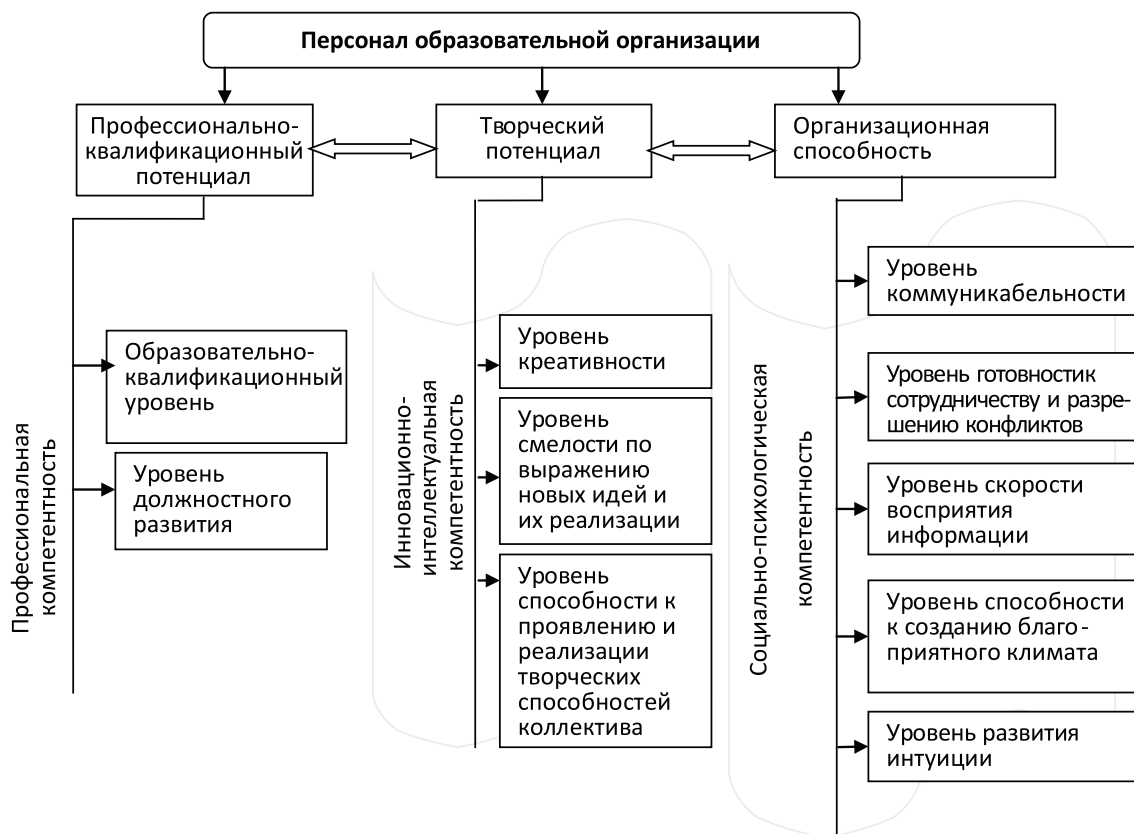 Персонал образовательной организации
Профессионально-
квалификационный
потенциал
Творческий
потенциал
Организационная
способность
Профессиональная
компетентность
Образовательно-
квалификационный
уровень
Уровень
должностного
развития
Инновационно-
интеллектуальная
компетентность
Уровень
креативности
Уровень
смелости по
выражению
новых идей и
их реализации
Уровень
способности к
проявлению и
реализации
творческих
способностей
коллектива
Социально-психологическая
компетентность
Уровень
коммуникабельности
Уровень готовностик
сотрудничеству и разре-
шению конфликтов
Уровень скорости
восприятия
информации
Уровень способности
к созданию благо-
приятного климата
Уровень развития
интуиции